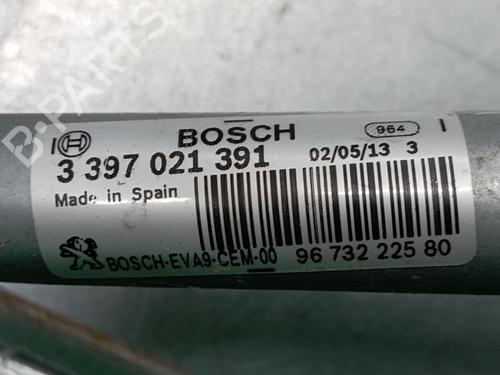 B-PARTS
BOSCH
964
3 397 021 391
02/05/13 3
Made in Spain
BOSCH-EVA9-CEM-00
96 732 225 80